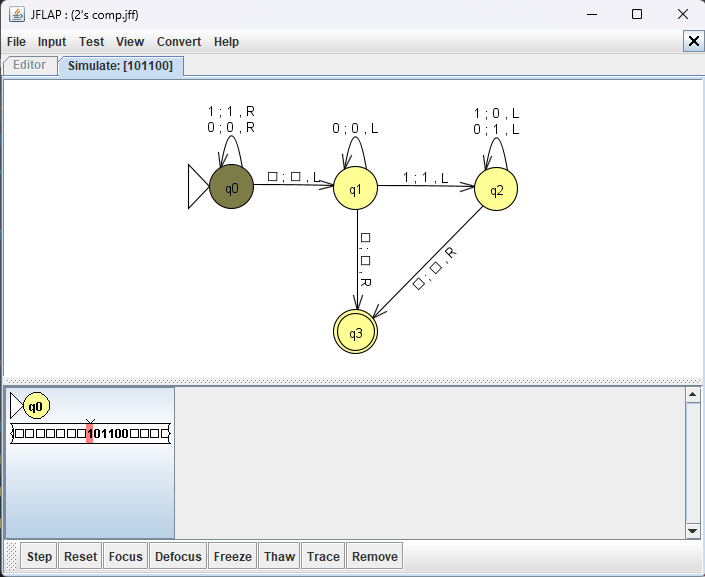 JFLAP : (2's comp.jff)
File Input Test View Convert Help
Editor Simulate: [101100]
1 ; 1 , R
0 ; 0 , R
0 ; 0 , L
1 ; 0 , L
0 ; 1 , L
q0
□ ; □ , L
q1
1 ; 1 , L
q2
□ ; □ , R
□ ; □ , R
q3
q0
□□□□□□□101100□□□□
Step Reset Focus Defocus Freeze Thaw Trace Remove